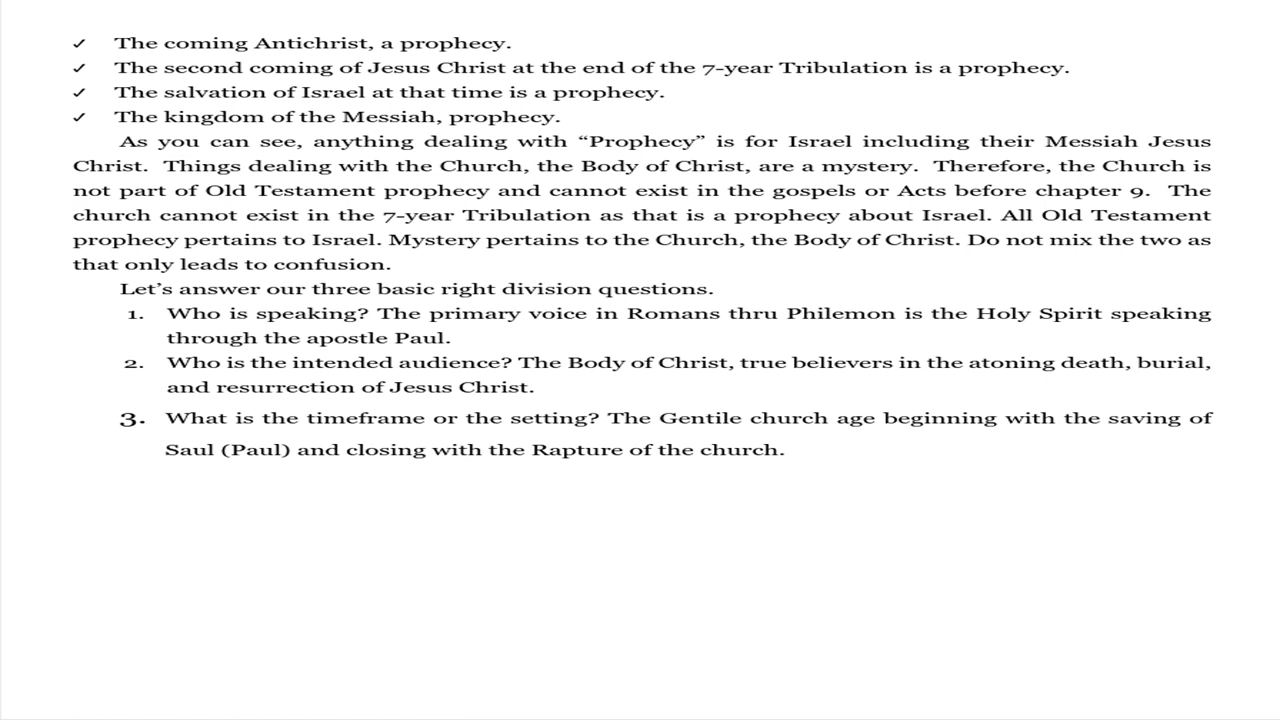 ✓ The coming Antichrist, a prophecy.
✓ The second coming of Jesus Christ at the end of the 7-year Tribulation is a prophecy.
✓ The salvation of Israel at that time is a prophecy.
✓ The kingdom of the Messiah, prophecy.
As you can see, anything dealing with “Prophecy” is for Israel including their Messiah Jesus
Christ. Things dealing with the Church, the Body of Christ, are a mystery. Therefore, the Church is
not part of Old Testament prophecy and cannot exist in the gospels or Acts before chapter 9. The
church cannot exist in the 7-year Tribulation as that is a prophecy about Israel. All Old Testament
prophecy pertains to Israel. Mystery pertains to the Church, the Body of Christ. Do not mix the two as
that only leads to confusion.
Let’s answer our three basic right division questions.
1. Who is speaking? The primary voice in Romans thru Philemon is the Holy Spirit speaking
through the apostle Paul.
2. Who is the intended audience? The Body of Christ, true believers in the atoning death, burial,
and resurrection of Jesus Christ.
3. What is the timeframe or the setting? The Gentile church age beginning with the saving of
Saul (Paul) and closing with the Rapture of the church.